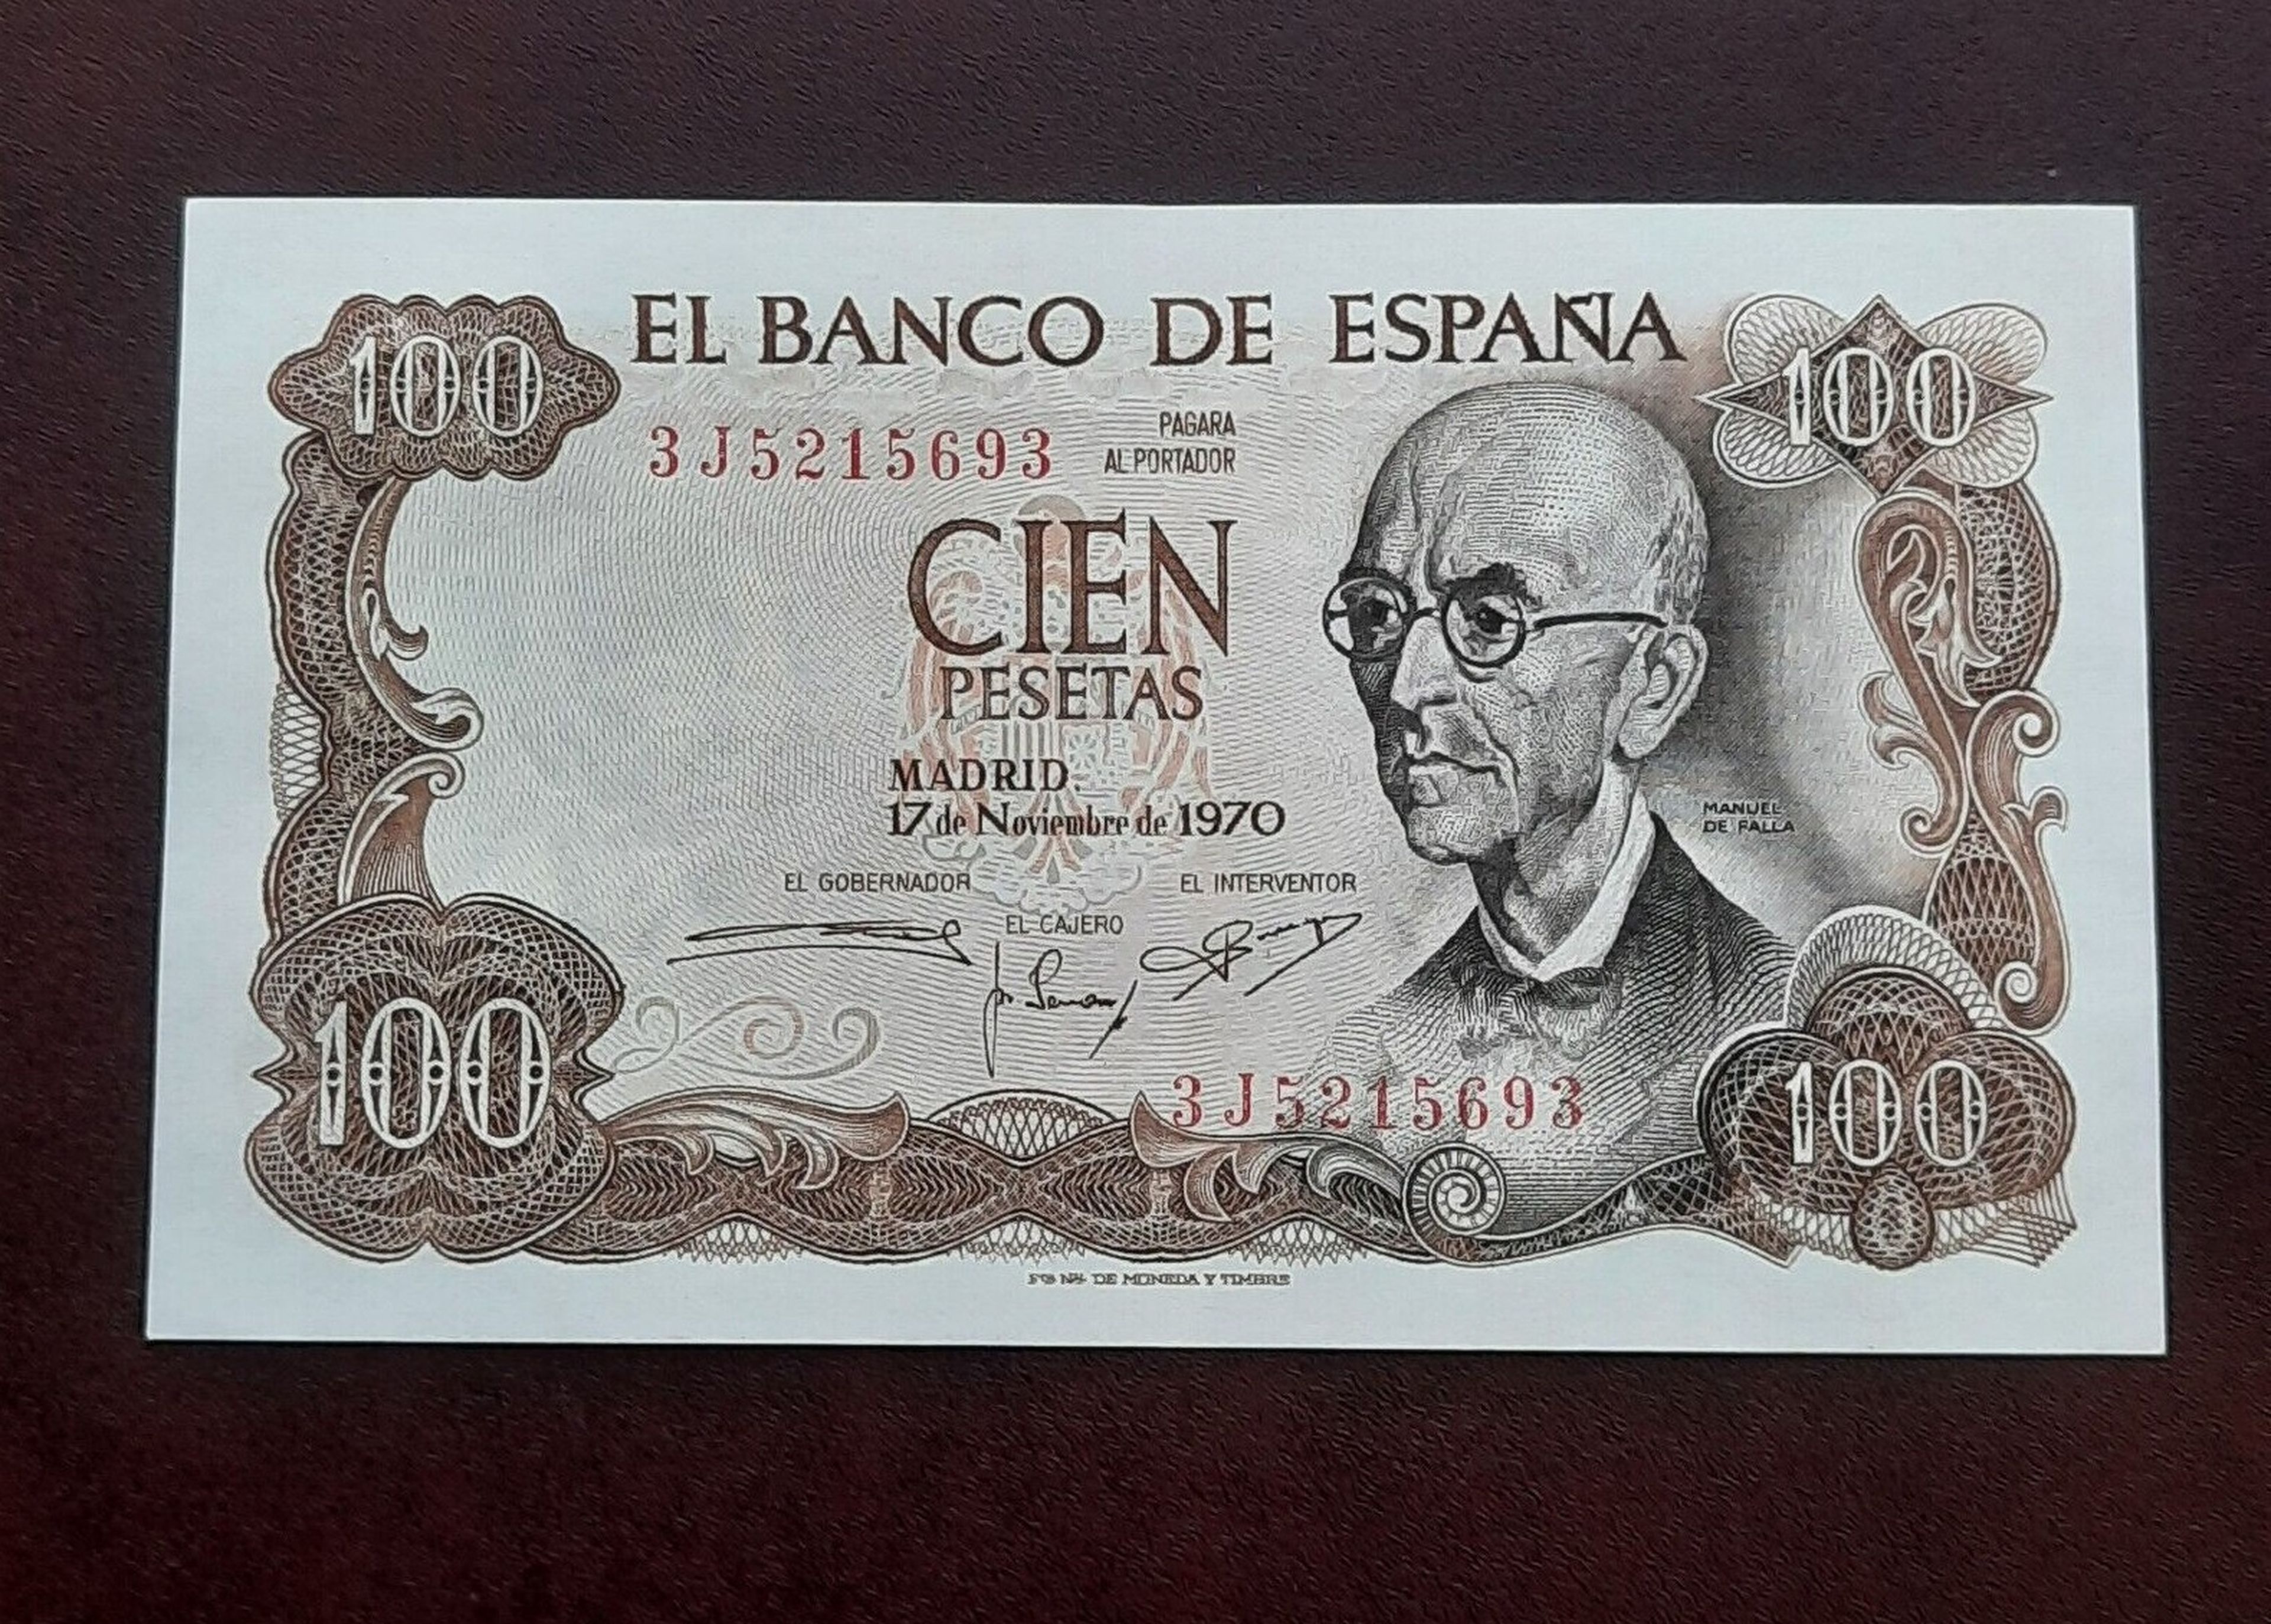 EL BANCO DE ESPAÑA
100
100
3J5215693
PAGARA
AL PORTADOR
CIEN
PESETAS
MADRID.
17 de Noviembre de 1970
MANUEL
DE FALLA
EL GOBERNADOR
EL INTERVENTOR
EL CAJERO
100
3J5215693
100
DE MONEDA Y TIMBRE